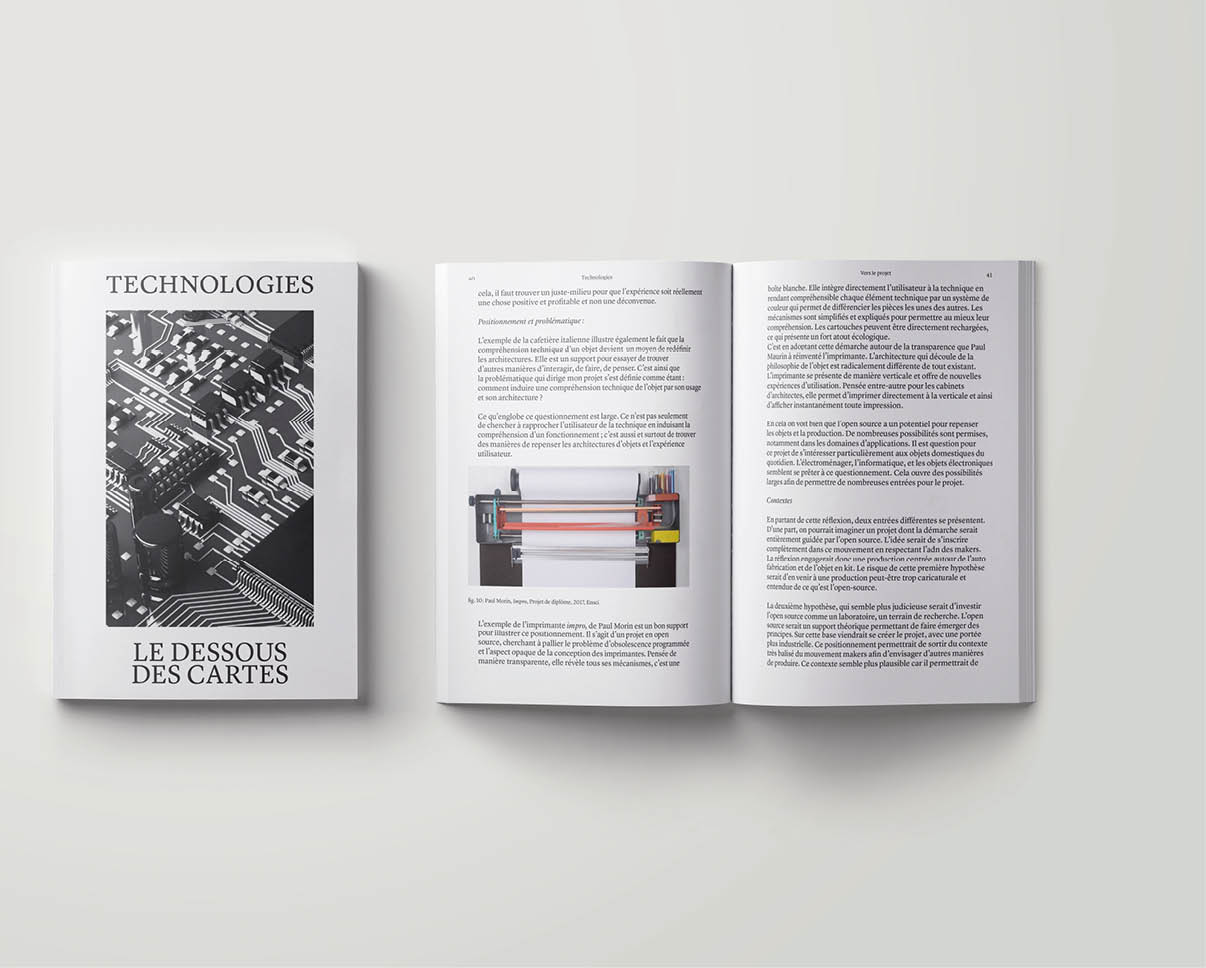 TECHNOLOGIES
LE DESSOUS
DES CARTES
40
Technologies
cela, il faut trouver un juste-milieu pour que l'expérience soit réellement
une chose positive et profitable et non une déconvenue.
Positionnement et problématique :
L'exemple de la cafetière italienne illustre également le fait que la
compréhension technique d'un objet devient un moyen de redéfinir
les architectures. Elle est un support pour essayer de trouver
d'autres manières d'interagir, de faire, de penser. C'est ainsi que
la problématique qui dirige mon projet s'est définie comme étant :
comment induire une compréhension technique de l'objet par son usage
et son architecture ?
Ce qu'englobe ce questionnement est large. Ce n'est pas seulement
de chercher à rapprocher l'utilisateur de la technique en induisant la
compréhension d'un fonctionnement ; c'est aussi et surtout de trouver
des manières de repenser les architectures d'objets et l'expérience
utilisateur.
fig. 10: Paul Morin, impro, Projet de diplôme, 2017, Ensci
L'exemple de l'imprimante impro, de Paul Morin est un bon support
pour illustrer ce positionnement. Il s'agit d'un projet en open
source, cherchant à pallier le problème d'obsolescence programmée
et l'aspect opaque de la conception des imprimantes. Pensée de
manière transparente, elle révèle tous ses mécanismes, c'est une
Vers le projet
41
boîte blanche. Elle intègre directement l'utilisateur à la technique en
rendant compréhensible chaque élément technique par un système de
couleur qui permet de différencier les pièces les unes des autres. Les
mécanismes sont simplifiés et expliqués pour permettre au mieux leur
compréhension. Les cartouches peuvent être directement rechargées,
ce qui présente un fort atout écologique.
C'est en adoptant cette démarche autour de la transparence que Paul
Maurin à réinventé l'imprimante. L'architecture qui découle de la
philosophie de l'objet est radicalement différente de tout existant.
L'imprimante se présente de manière verticale et offre de nouvelles
expériences d'utilisation. Pensée entre-autre pour les cabinets
d'architectes, elle permet d'imprimer directement à la verticale et ainsi
d'afficher instantanément toute impression.
En cela on voit bien que l'open source a un potentiel pour repenser
les objets et la production. De nombreuses possibilités sont permises,
notamment dans les domaines d'applications. Il est question pour
ce projet de s'intéresser particulièrement aux objets domestiques du
quotidien. L'électroménager, l'informatique, et les objets électroniques
semblent se prêter à ce questionnement. Cela ouvre des possibilités
larges afin de permettre de nombreuses entrées pour le projet.
Contextes
En partant de cette réflexion, deux entrées différentes se présentent.
D'une part, on pourrait imaginer un projet dont la démarche serait
entièrement guidée par l'open source. L'idée serait de s'inscrire
complètement dans ce mouvement en respectant l'adn des makers.
La réflexion engagerait donc une production centrée autour de l'auto
fabrication et de l'objet en kit. Le risque de cette première hypothèse
serait d'en venir à une production peut-être trop caricaturale et
entendue de ce qu'est l'open-source.
La deuxième hypothèse, qui semble plus judicieuse serait d'investir
l'open source comme un laboratoire, un terrain de recherche. L'open
source serait un support théorique permettant de faire émerger des
principes. Sur cette base viendrait se créer le projet, avec une portée
plus industrielle. Ce positionnement permettrait de sortir du contexte
très balisé du mouvement makers afin d'envisager d'autres manières
de produire. Ce contexte semble plus plausible car il permettrait de